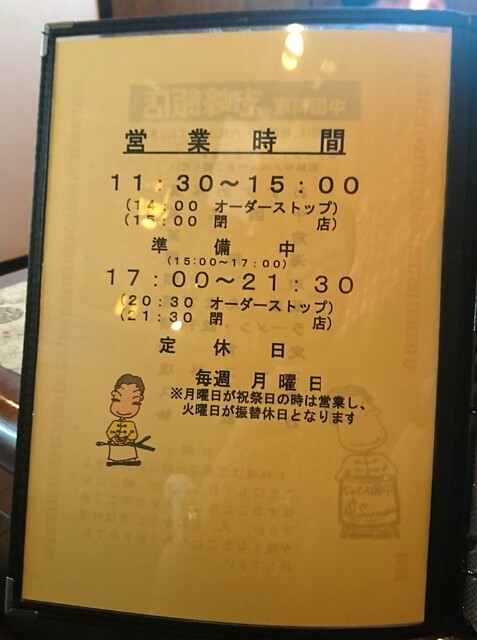 営業時間
11:30～15:00
(14:00 オーダーストップ)
(15:00 閉店)
準備中
(15:00～17:00)
17:00～21:30
(20:30 オーダーストップ)
(21:30 閉店)
定休日
毎週 月曜日
※月曜日が祝祭日の時は営業し、
火曜日が振替休日となります